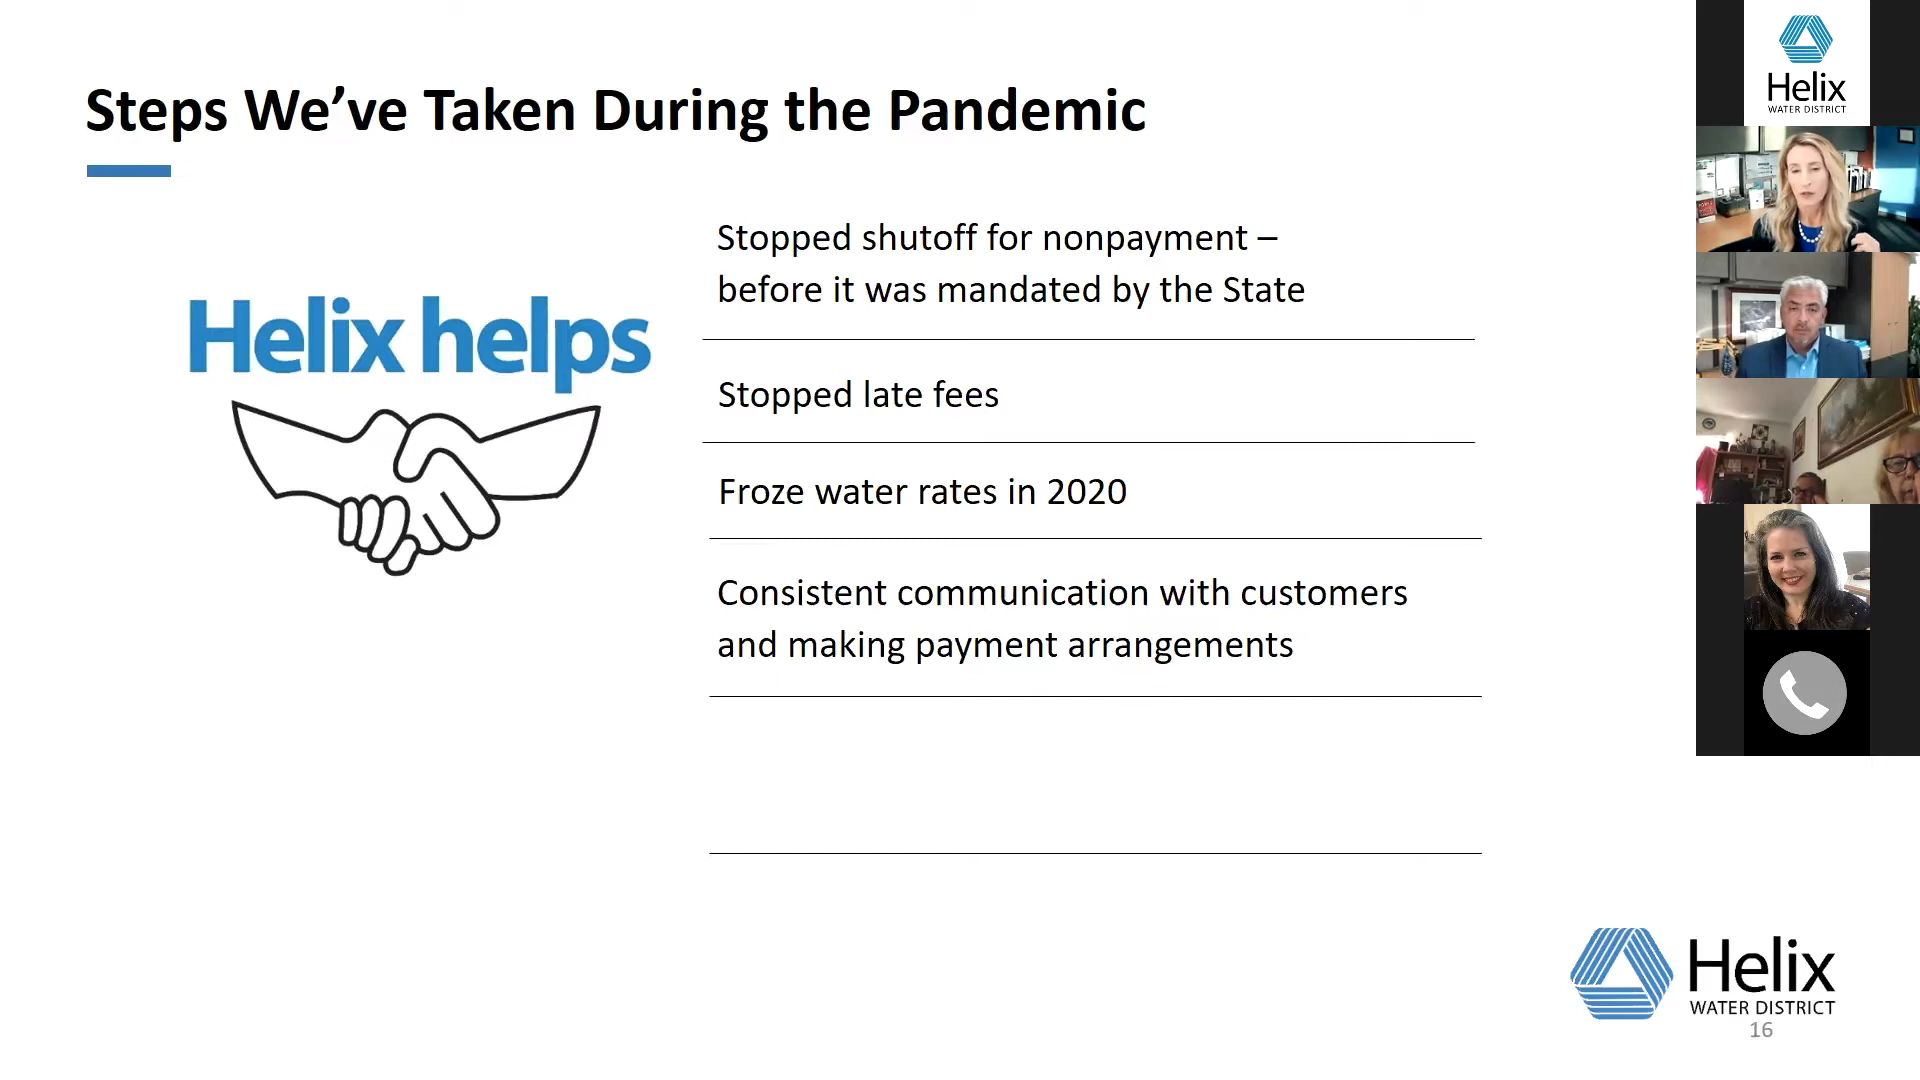 Steps We’ve Taken During the Pandemic
Helix helps
Stopped shutoff for nonpayment –
before it was mandated by the State
Stopped late fees
Froze water rates in 2020
Consistent communication with customers
and making payment arrangements
Helix
WATER DISTRICT
Helix
WATER DISTRICT
16